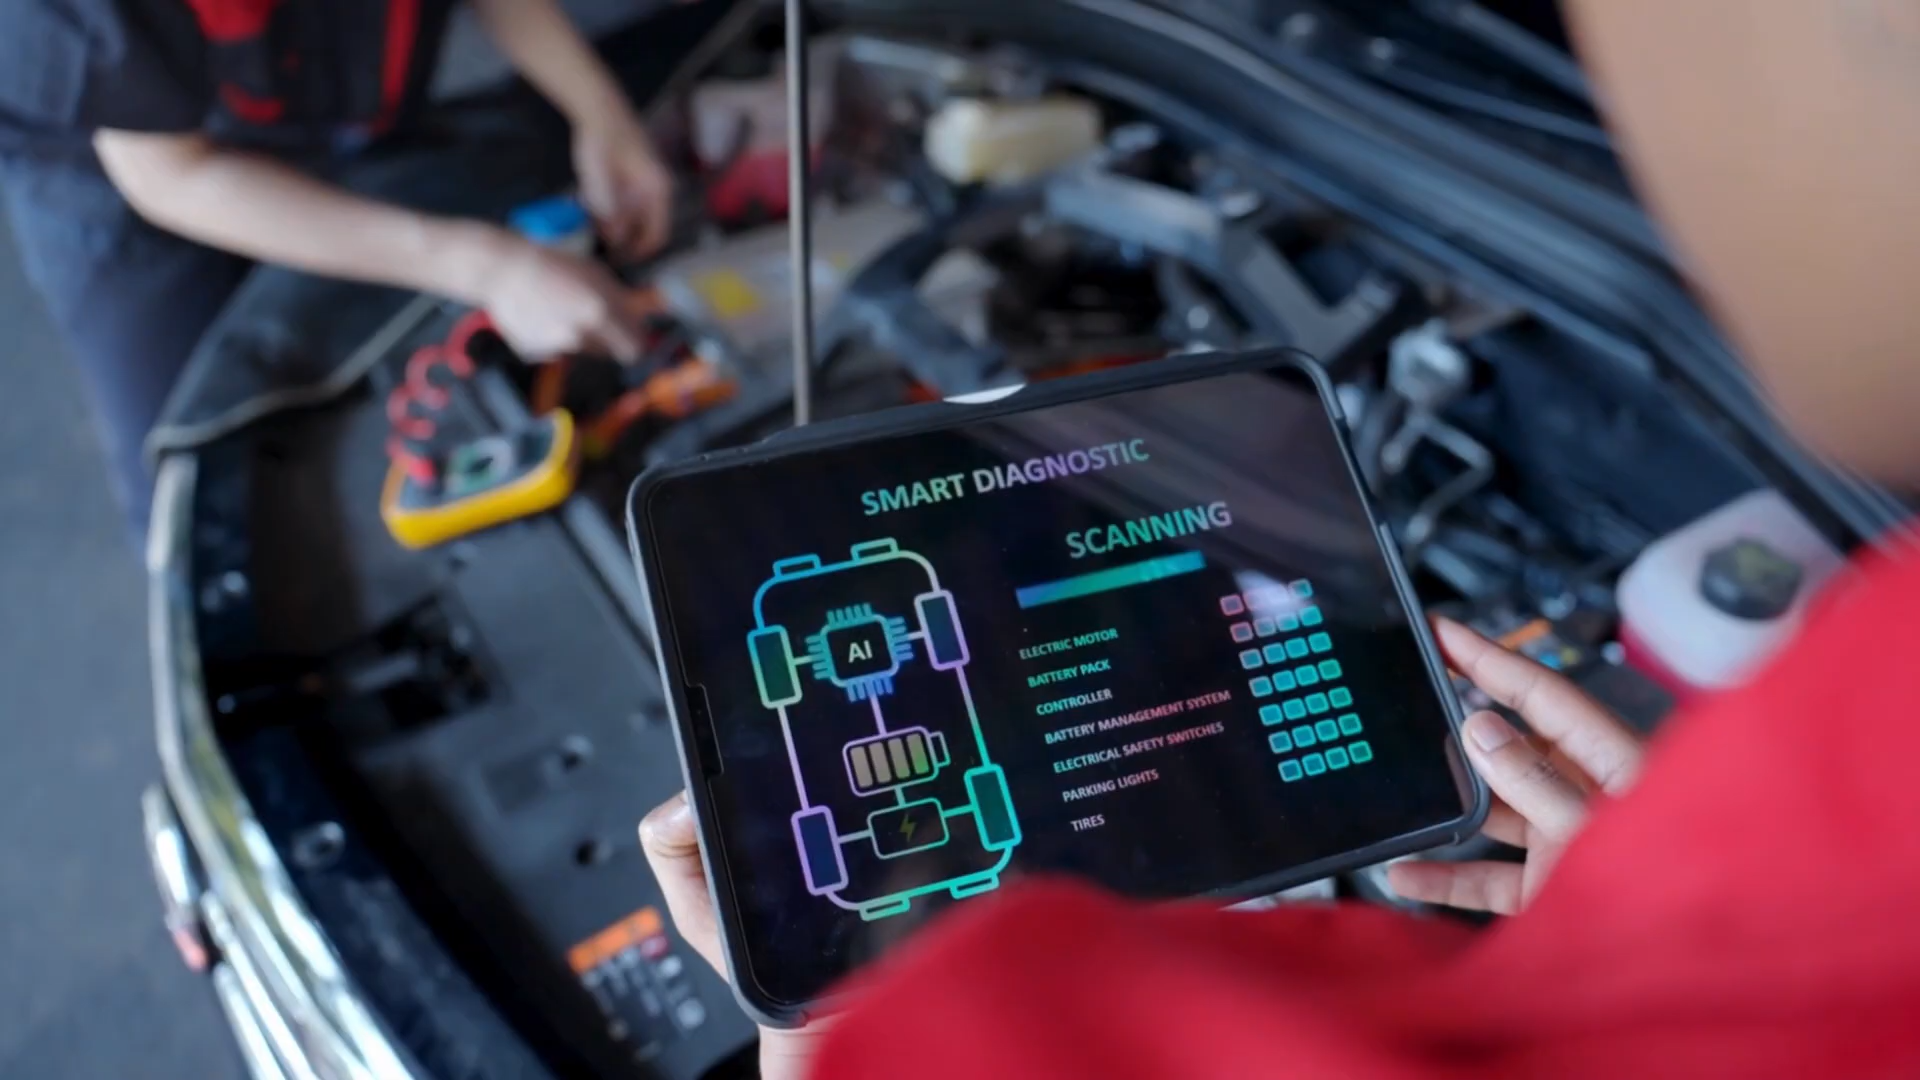 SMART DIAGNOSTIC
SCANNING
AI
ELECTRIC MOTOR
BATTERY PACK
CONTROLLER
BATTERY MANAGEMENT SYSTEM
ELECTRICAL SAFETY SWITCHES
PARKING LIGHTS
TIRES